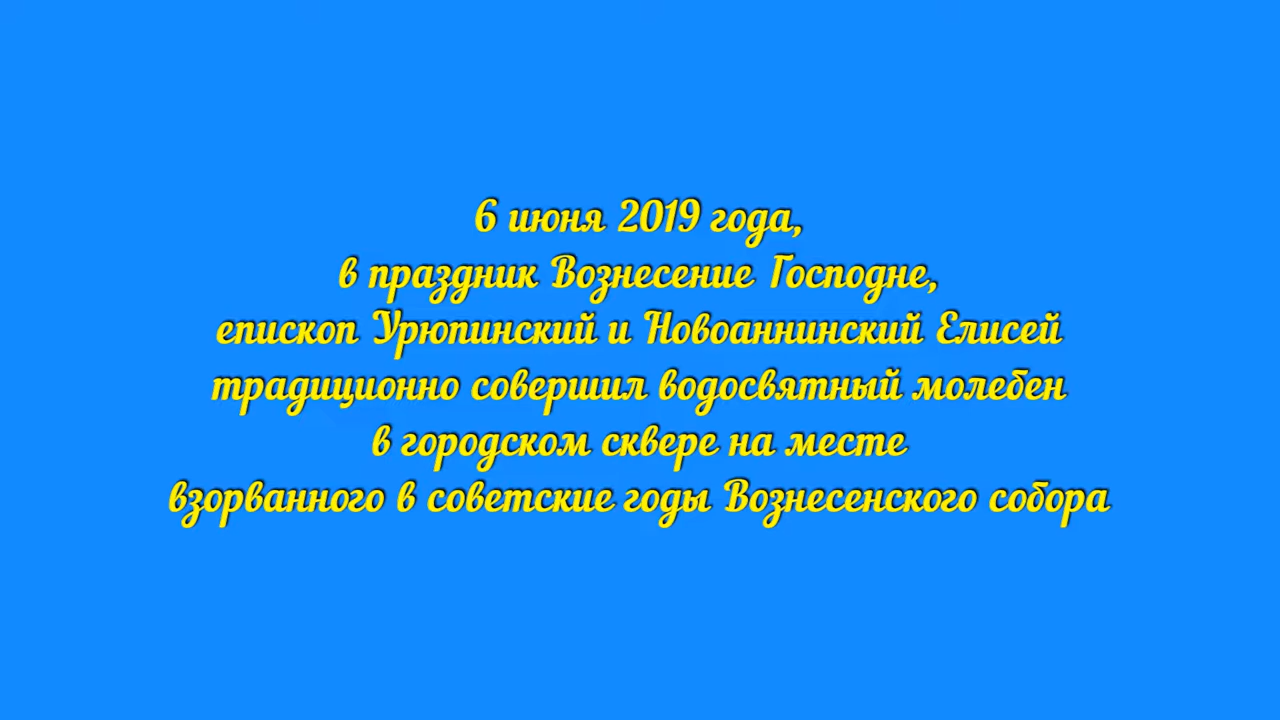 6 июня 2019 года,
в праздник Вознесение Господне,
епископ Урюпинский и Новоаннинский Елисей
традиционно совершил водосвятный молебен
в городском сквере на месте
взорванного в советские годы Вознесенского собора